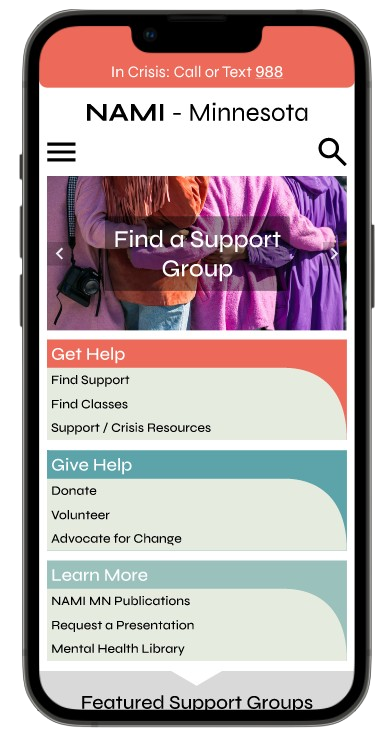 In Crisis: Call or Text 988
NAMI - Minnesota
Find a Support
Group
Get Help
Find Support
Find Classes
Support / Crisis Resources
Give Help
Donate
Volunteer
Advocate for Change
Learn More
NAMI MN Publications
Request a Presentation
Mental Health Library
Featured Support Groups